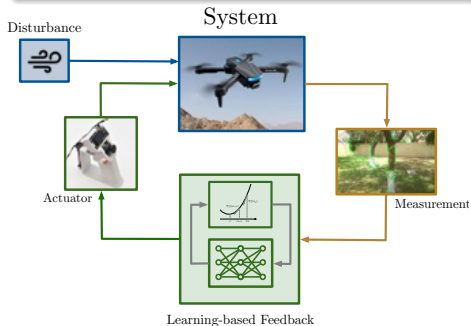 System
Disturbance
Actuator
Measurement
Learning-based Feedback